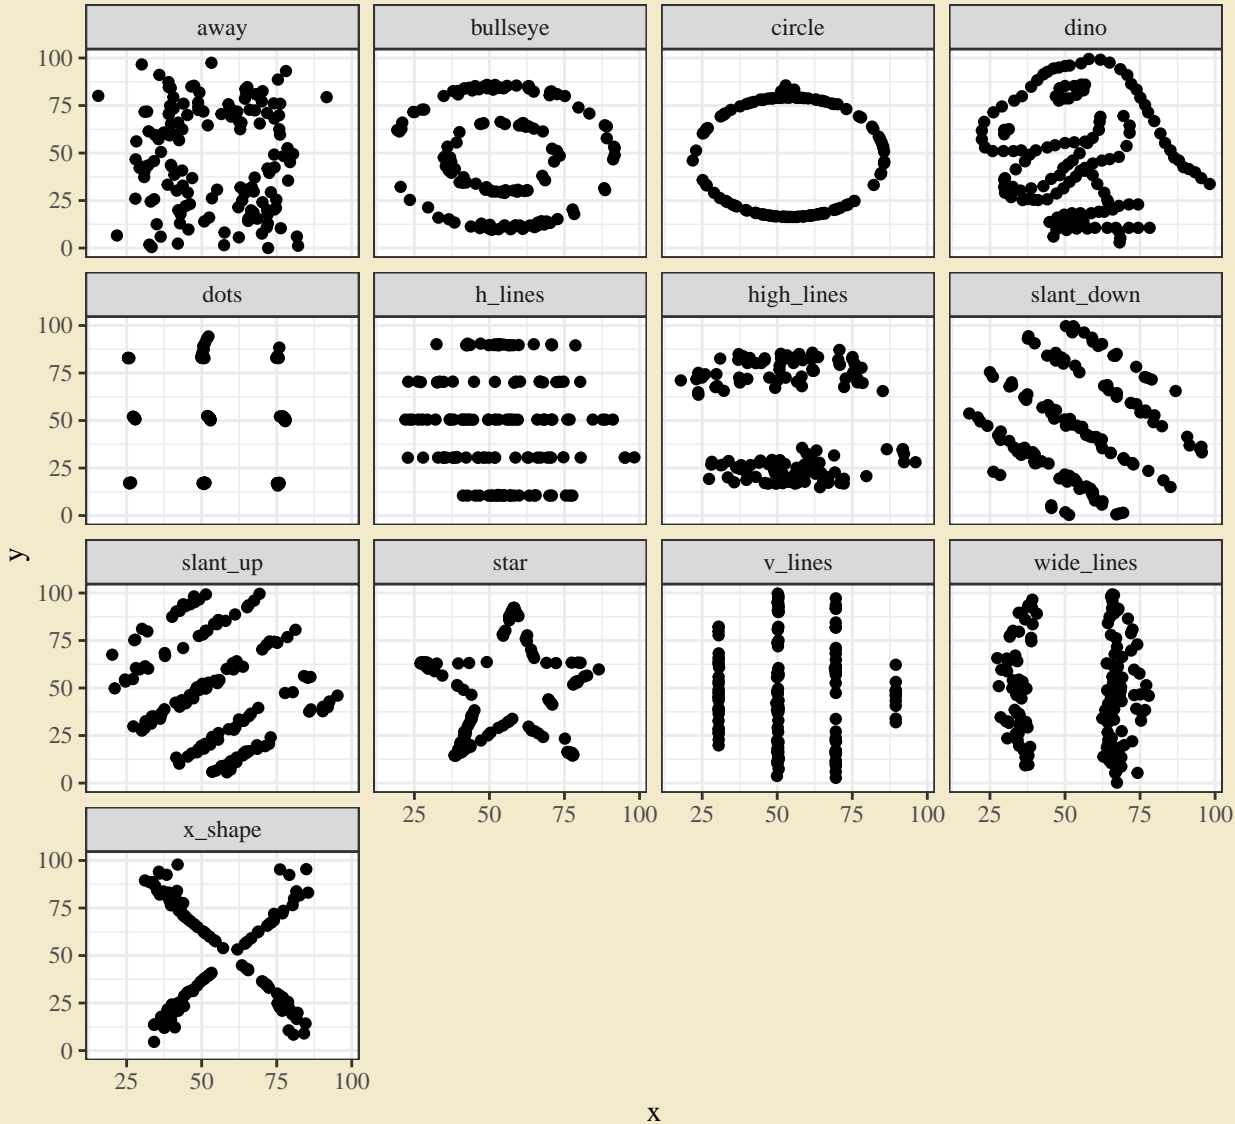 away bullseye circle dino
100
75
50
25
0
dots h_lines high_lines slant_down
100
75
50
25
0
y
slant_up star v_lines wide_lines
100
75
50
25
0
25 50 75 100 25 50 75 100 25 50 75 100
x_shape
100
75
50
25
0
25 50 75 100
x